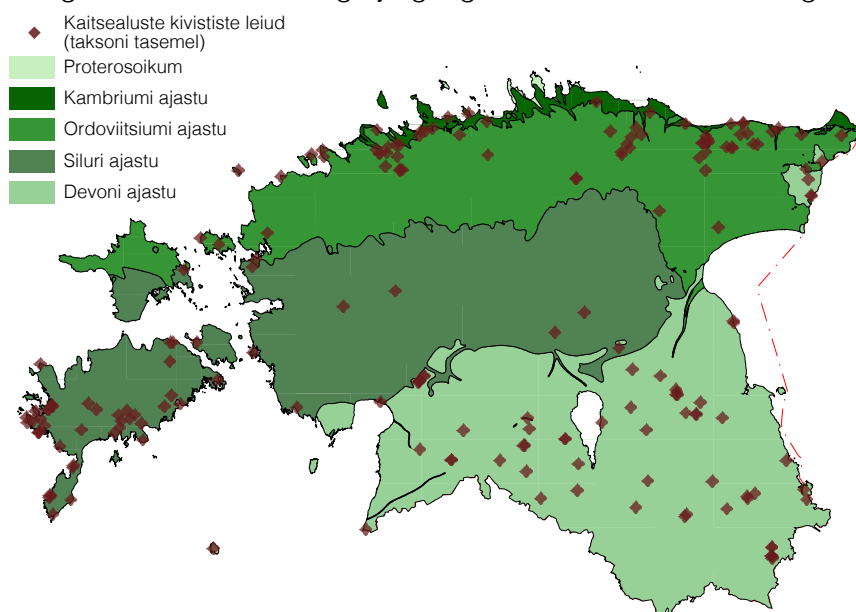 Kaitsealuste kivististe leiud
(taksoni tasemel)
Proterosoikum
Kambriumi ajastu
Ordoviitsiumi ajastu
Siluri ajastu
Devoni ajastu